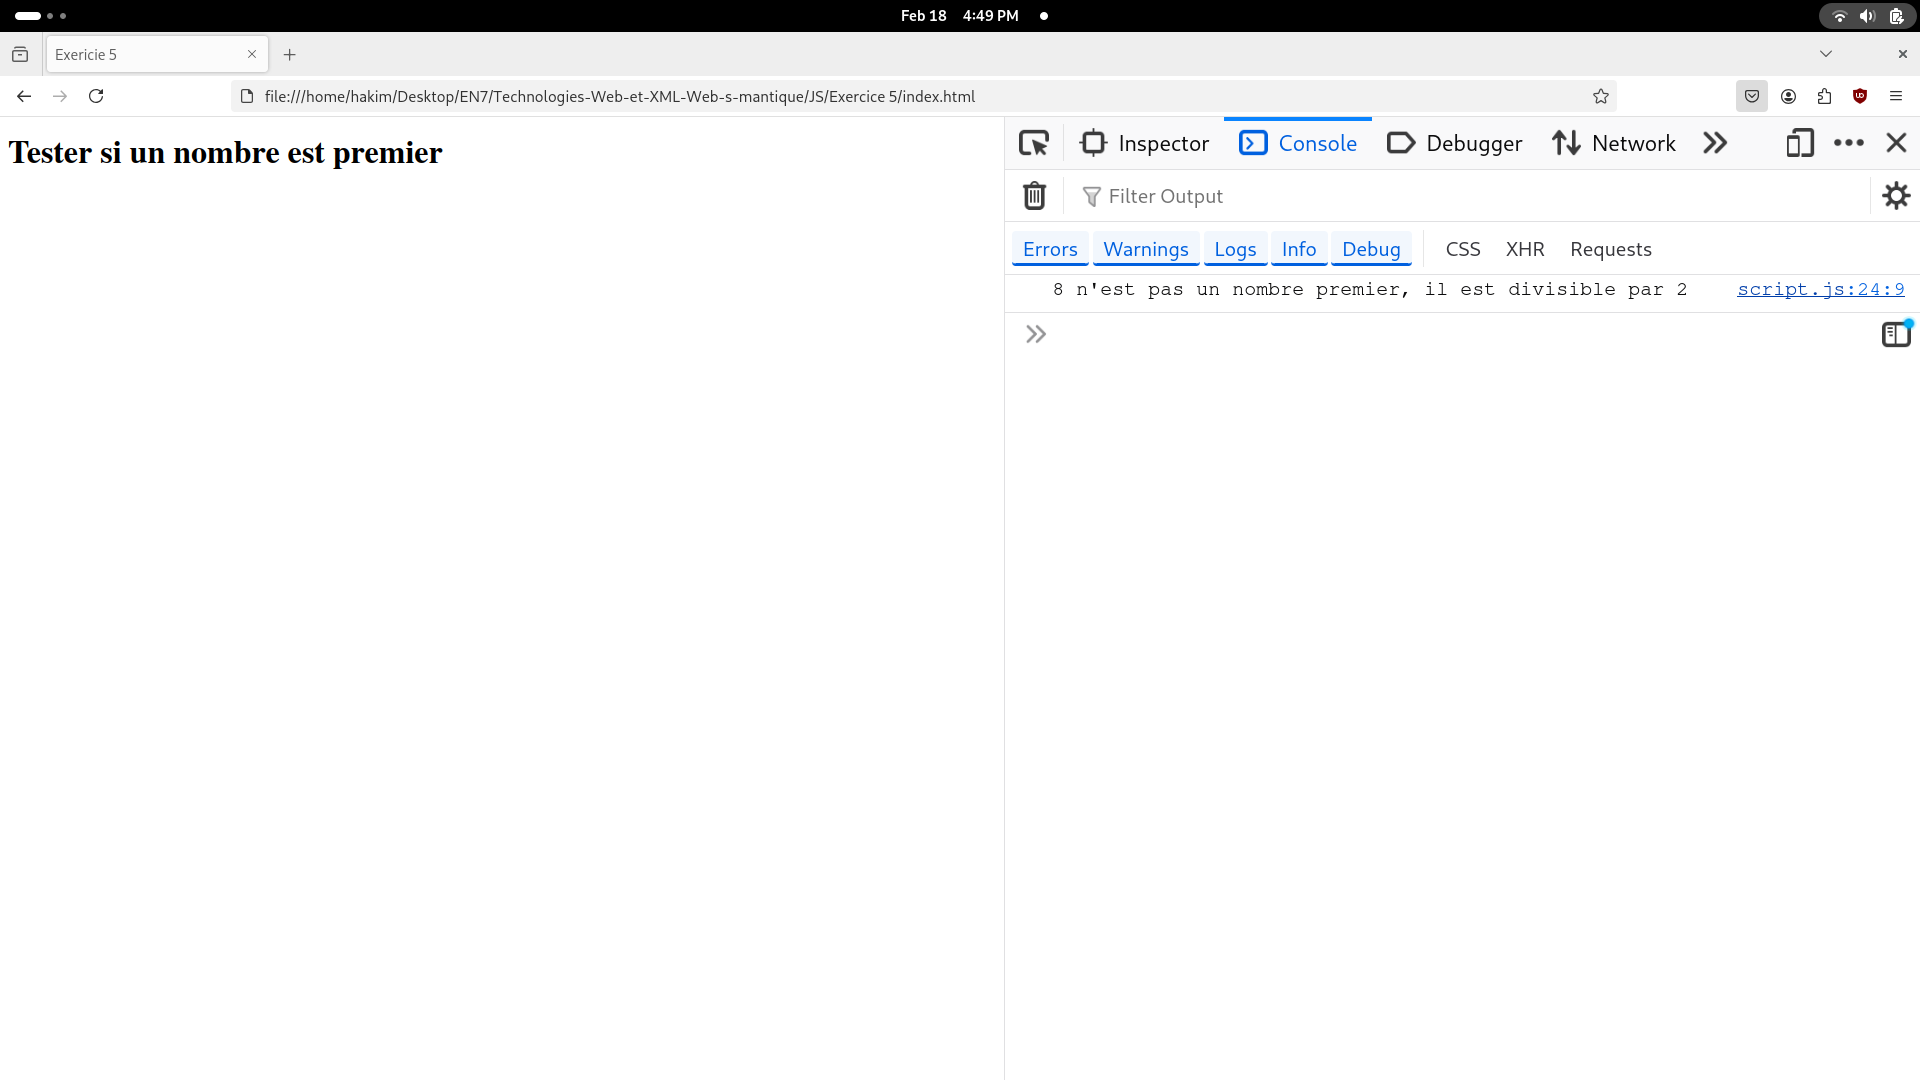 Feb 18 4:49 PM
Exericie 5
file:///home/hakim/Desktop/EN7/Technologies-Web-et-XML-Web-s-mantique/JS/Exercice 5/index.html
Tester si un nombre est premier
Inspector Console Debugger Network
Filter Output
Errors Warnings Logs Info Debug CSS XHR Requests
8 n'est pas un nombre premier, il est divisible par 2 script.js:24:9